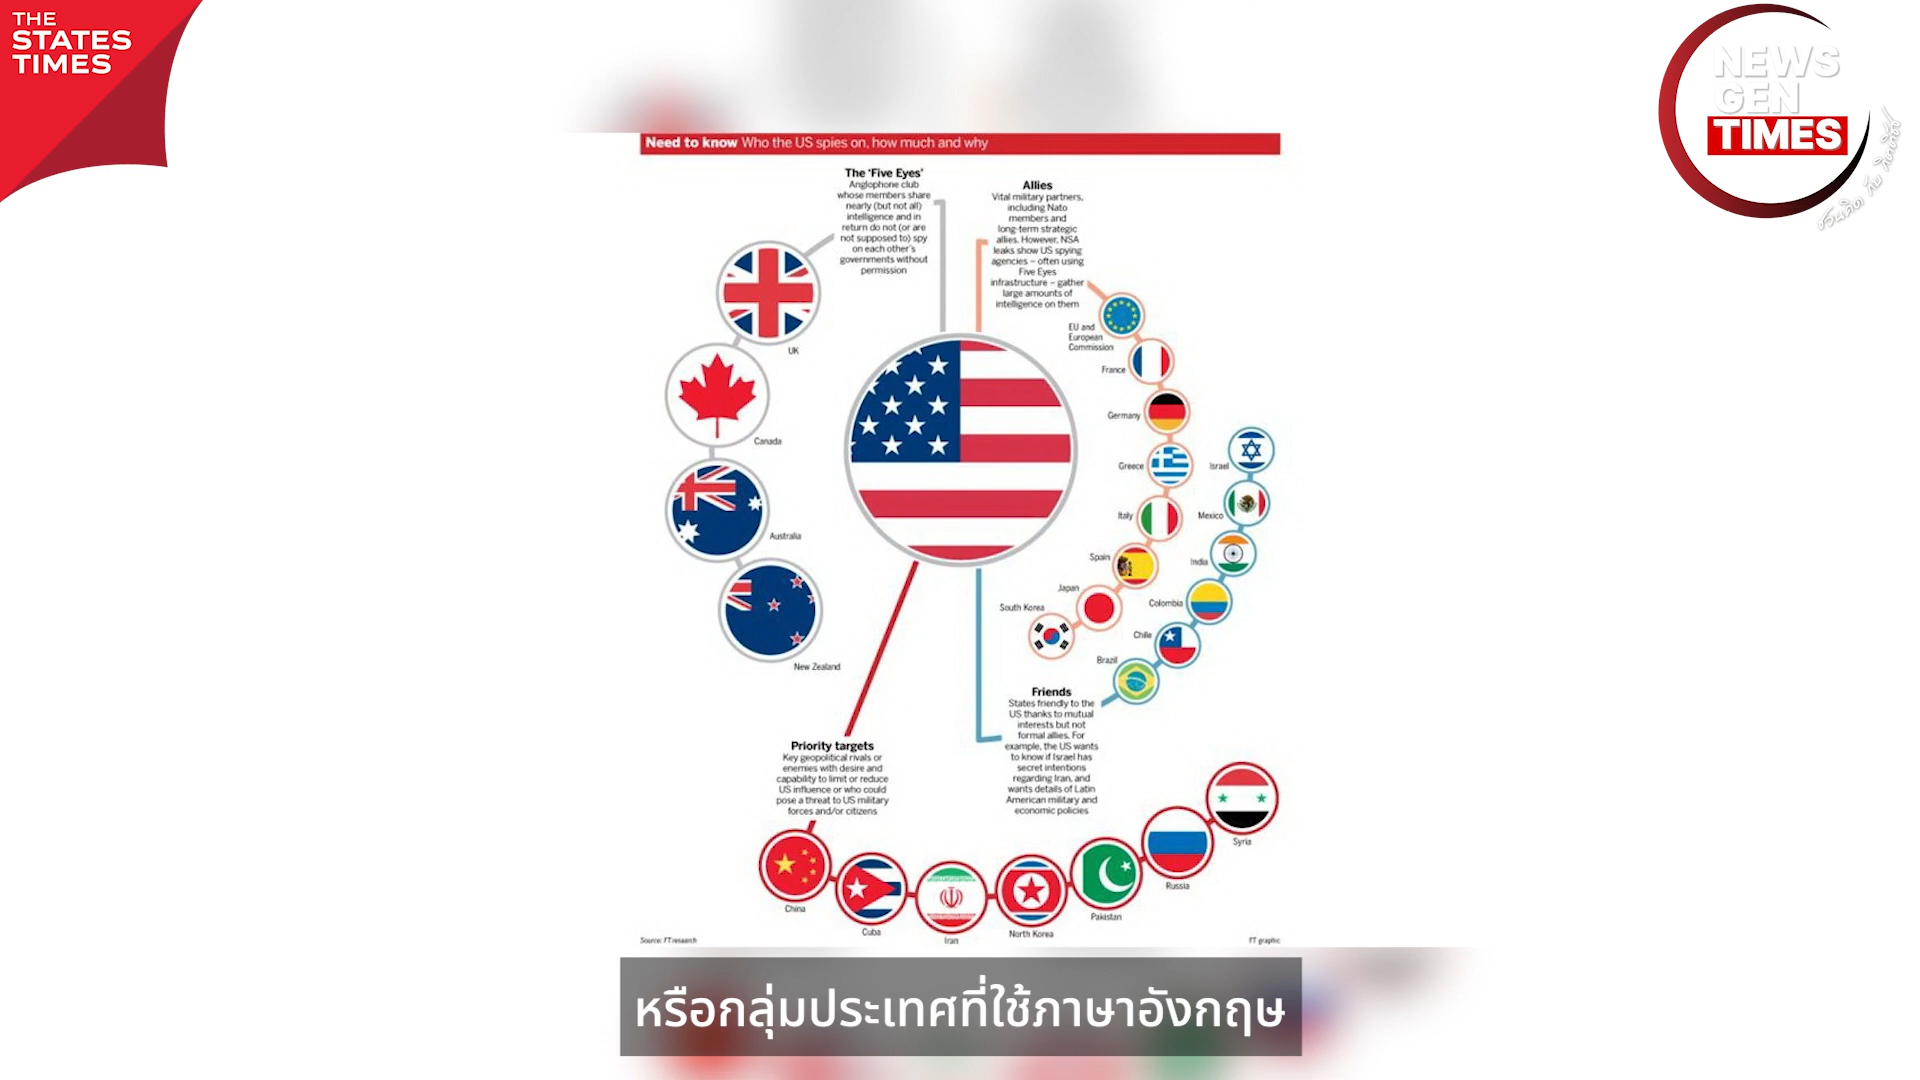 THE
STATES
TIMES
NEWS
GEN
TIMES
Need to know Who the US spies on, how much and why
The 'Five Eyes'
Anglophone club
whose members share
nearly (but not all)
intelligence and in
return do not (or are
not supposed to) spy
on each other's
governments without
permission
Allies
Vital military partners,
including Nato
members and
long-term strategic
allies. However, NSA
leaks show US spying
agencies – often using
Five Eyes
infrastructure – gather
large amounts of
intelligence on them
UK
Canada
Australia
New Zealand
EU and
European
Commission
France
Germany
Greece
Italy
Spain
Japan
South Korea
Israel
Mexico
India
Colombia
Chile
Brazil
Friends
States friendly to the
US thanks to mutual
interests but not
formal allies. For
example, the US wants
to know if Israel has
secret intentions
regarding Iran, and
wants details of Latin
American military and
economic policies
Priority targets
Key geopolitical rivals or
enemies with desire and
capability to limit or reduce
US influence or who could
pose a threat to US military
forces and/or citizens
China
Cuba
Iran
North Korea
Pakistan
Russia
Syria
Source: FT research
FT graphic
หรือกลุ่มประเทศที่ใช้ภาษาอังกฤษ